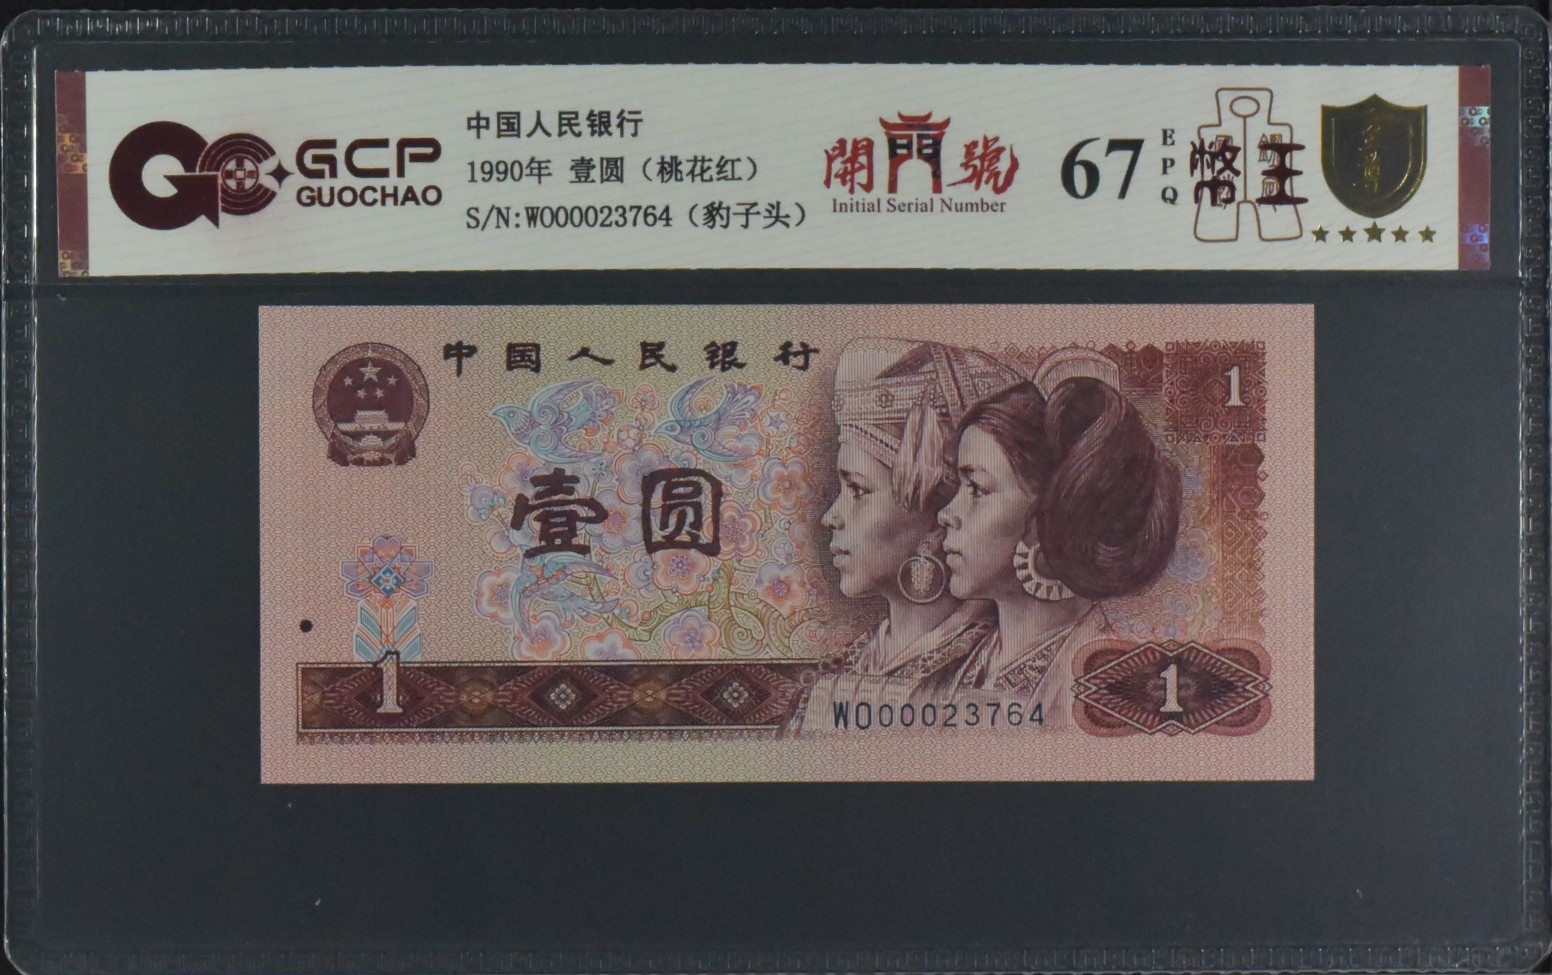 GCP
GUOCHAO
中国人民银行
1990年 壹圆（桃花红）
S/N:WO00023764（豹子头）
開門號
Initial Serial Number
67
EPQ
中国人民银行
1
壹圆
1
WO00023764
1